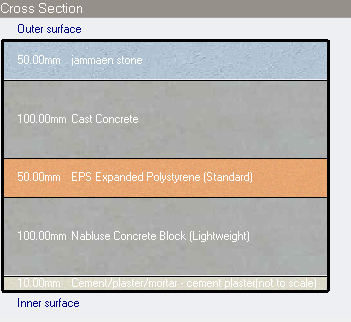 Cross Section
Outer surface
50.00mm jammaen stone
100.00mm Cast Concrete
50.00mm EPS Expanded Polystyrene (Standard)
100.00mm Nabluse Concrete Block (Lightweight)
10.00mm Cement/plaster/mortar - cement plaster(not to scale)
Inner surface